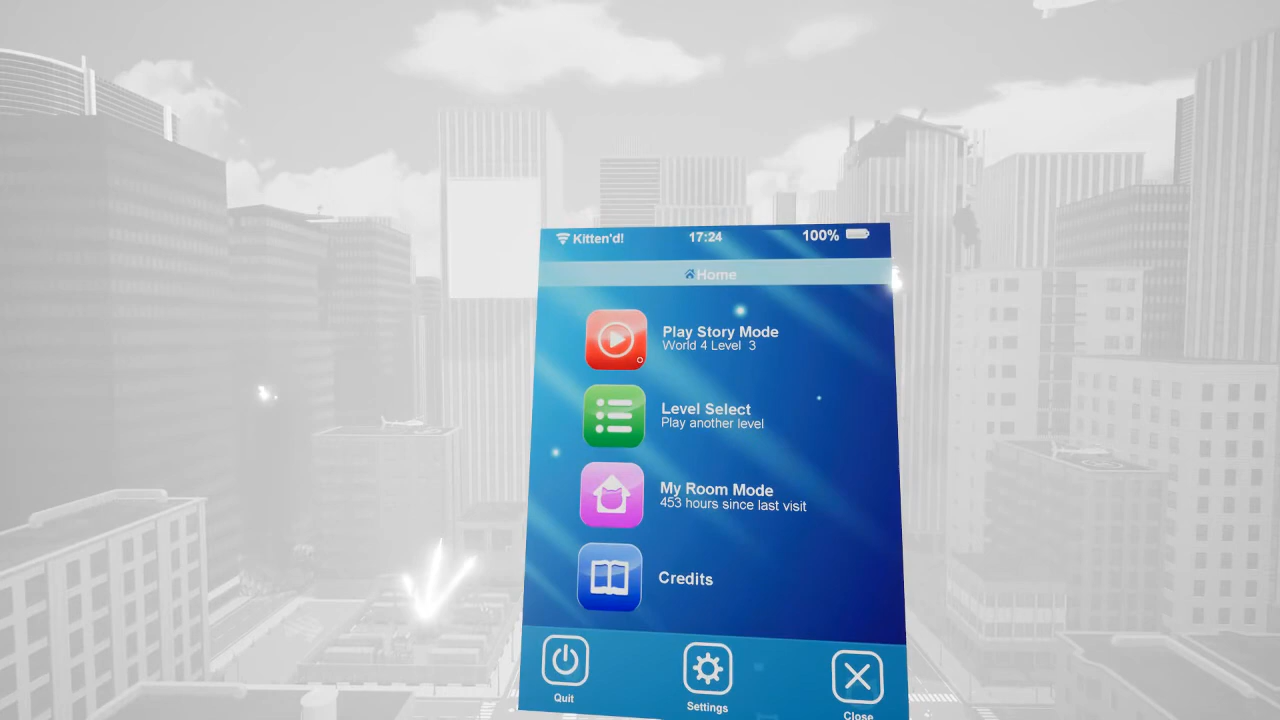 Kitten'd! 17:24 100%
Home
Play Story Mode
World 4 Level 3
Level Select
Play another level
My Room Mode
453 hours since last visit
Credits
Quit Settings Close